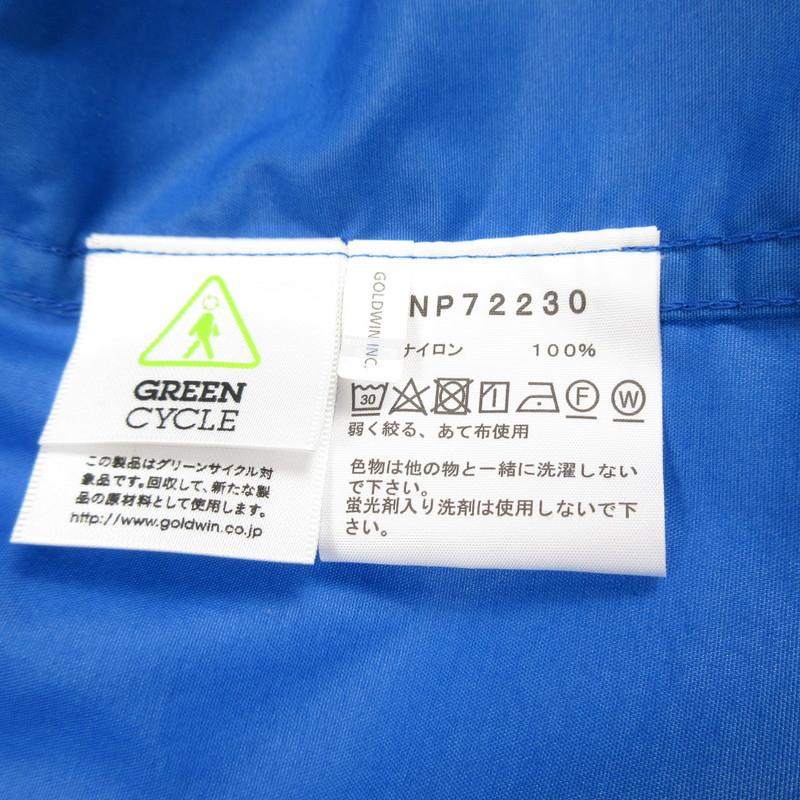 GREEN
CYCLE
この製品はグリーンサイクル対
象品です。回収して、新たな製
品の原材料として使用します。
http://www.goldwin.co.jp
GOLDWIN INC.
NP72230
ナイロン 100%
30 F W
弱く絞る、あて布使用
色物は他の物と一緒に洗濯しない
で下さい。
蛍光剤入り洗剤は使用しないで下
さい。